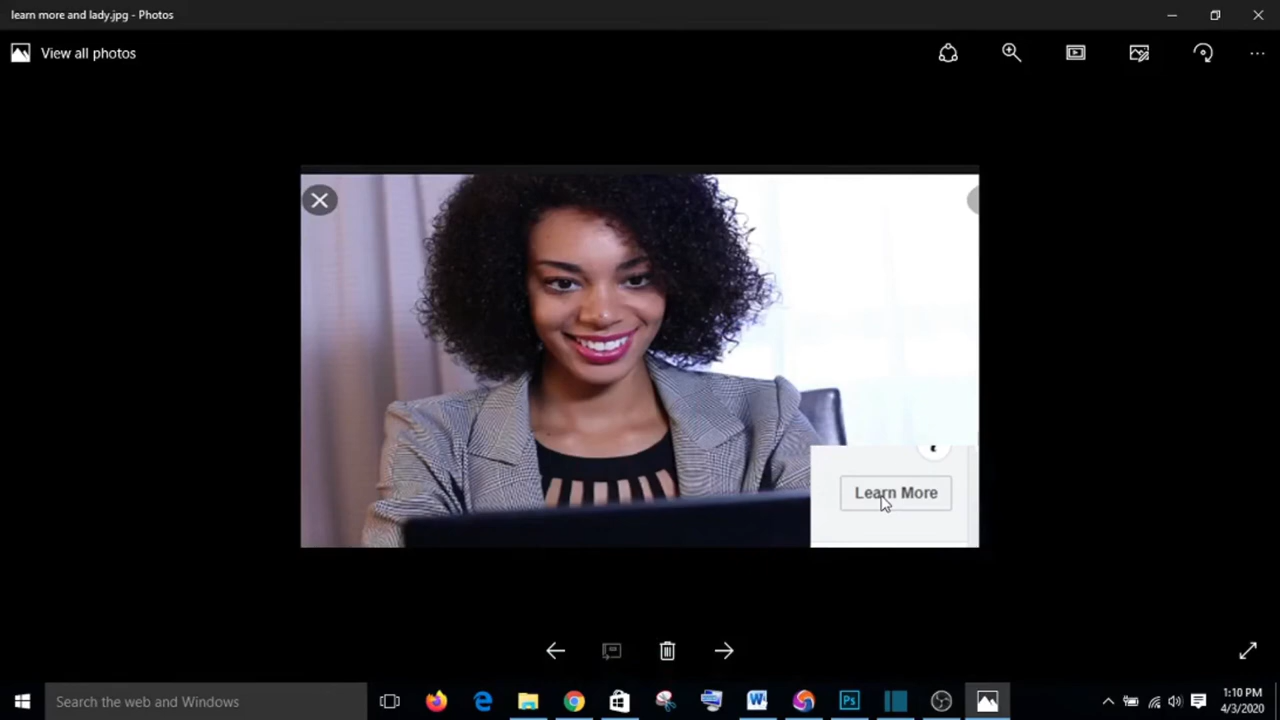 learn more and lady.jpg - Photos
View all photos
Learn More
Search the web and Windows
W
Ps
1:10 PM
4/3/2020